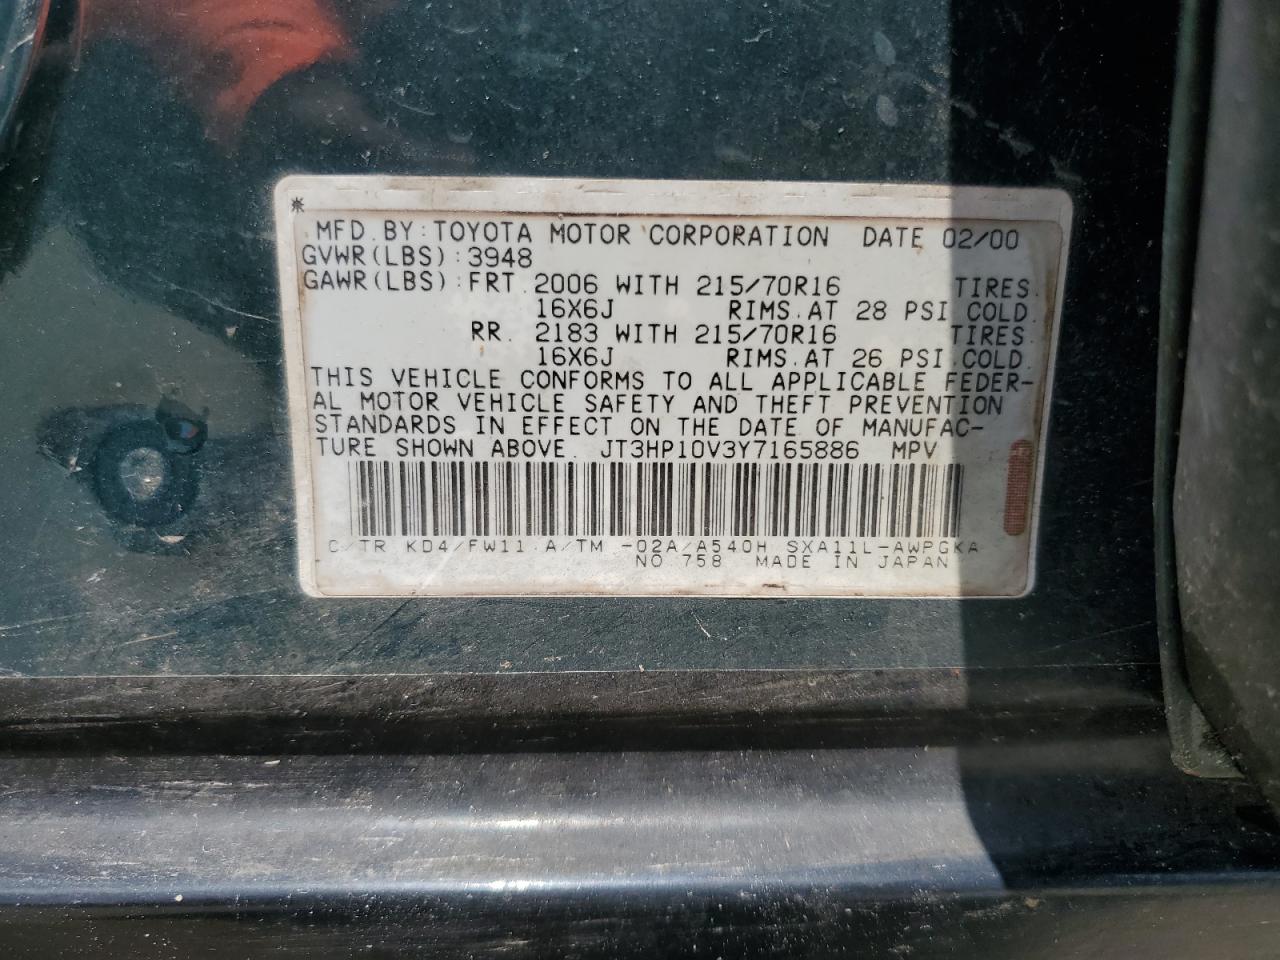 MFD. BY: TOYOTA MOTOR CORPORATION DATE 02/00
GVWR(LBS): 3948
GAWR(LBS): FRT. 2006 WITH 215/70R16 TIRES.
16X6J RIMS. AT 28 PSI COLD.
RR. 2183 WITH 215/70R16 TIRES.
16X6J RIMS. AT 26 PSI COLD.
THIS VEHICLE CONFORMS TO ALL APPLICABLE FEDER-
AL MOTOR VEHICLE SAFETY AND THEFT PREVENTION
STANDARDS IN EFFECT ON THE DATE OF MANUFAC-
TURE SHOWN ABOVE. JT3HP10V3Y7165886 MPV
C/TR KD4/FW11 A/TM -02A/A540H SXA11L-AWPGKA
NO.758 MADE IN JAPAN